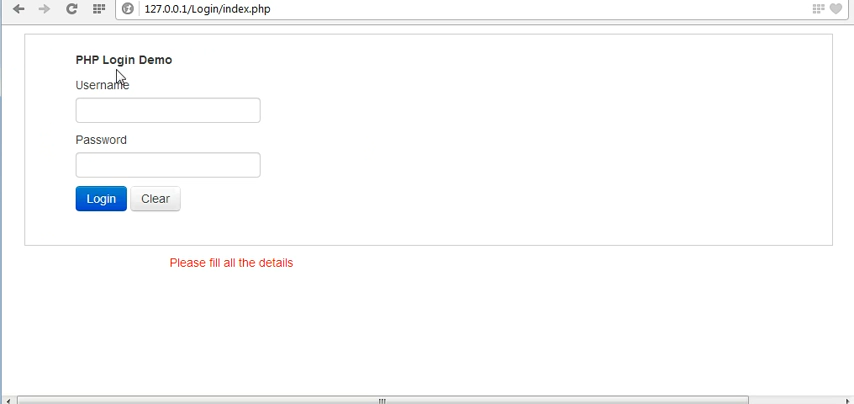 127.0.0.1/Login/index.php
PHP Login Demo
Username
Password
Login Clear
Please fill all the details